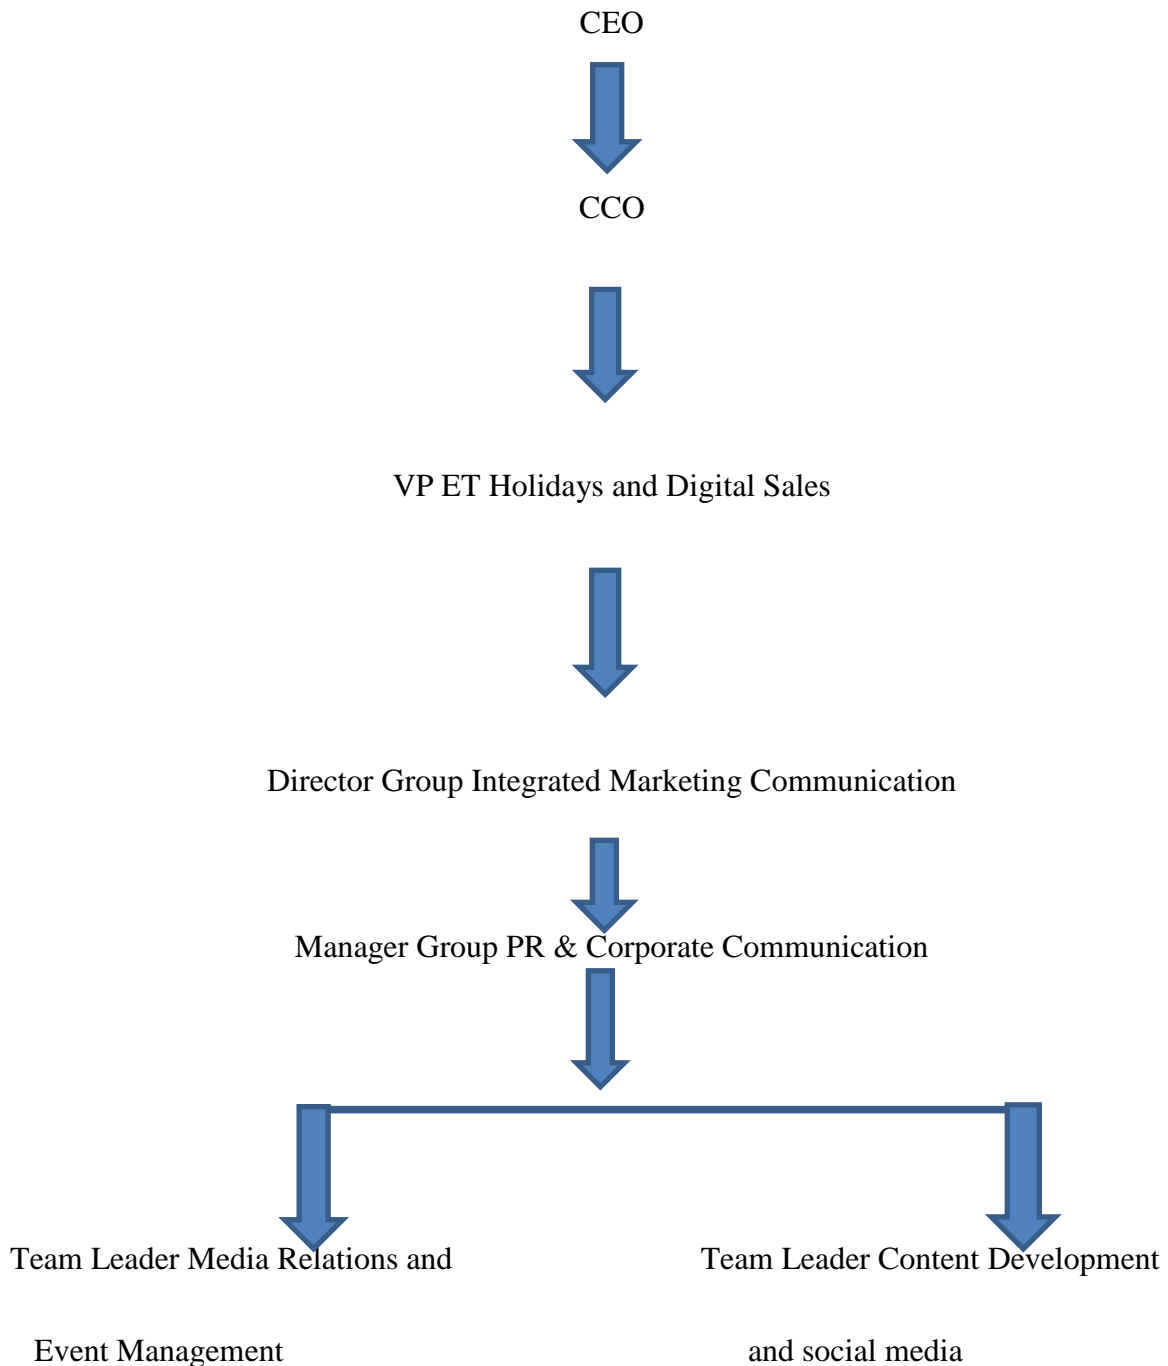 CEO
CCO
VP ET Holidays and Digital Sales
Director Group Integrated Marketing Communication
Manager Group PR & Corporate Communication
Team Leader Media Relations and
Event Management
Team Leader Content Development
and social media